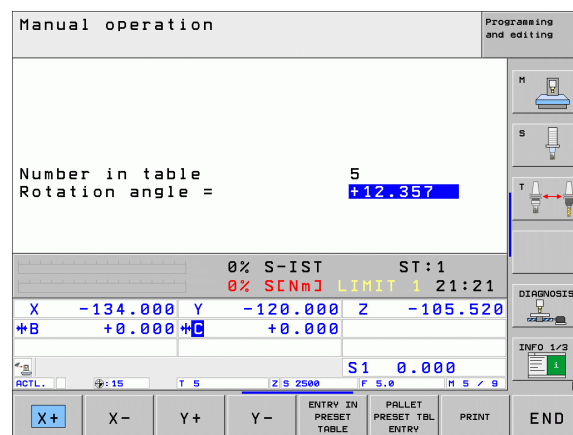 Manual operation
Programming and editing
Number in table 5
Rotation angle = +12.357
M
S
T
0% S-IST ST:1
0% S[Nm] LIMIT 1 21:21
X -134.000 Y -120.000 Z -105.520
B +0.000 C +0.000
S1 0.000
ACTL. :15 T 5 Z S 2500 F 5.0 M 5 / 9
DIAGNOSIS
INFO 1/3
i
X+ X- Y+ Y- ENTRY IN PRESET TABLE PALLET PRESET TBL ENTRY PRINT END